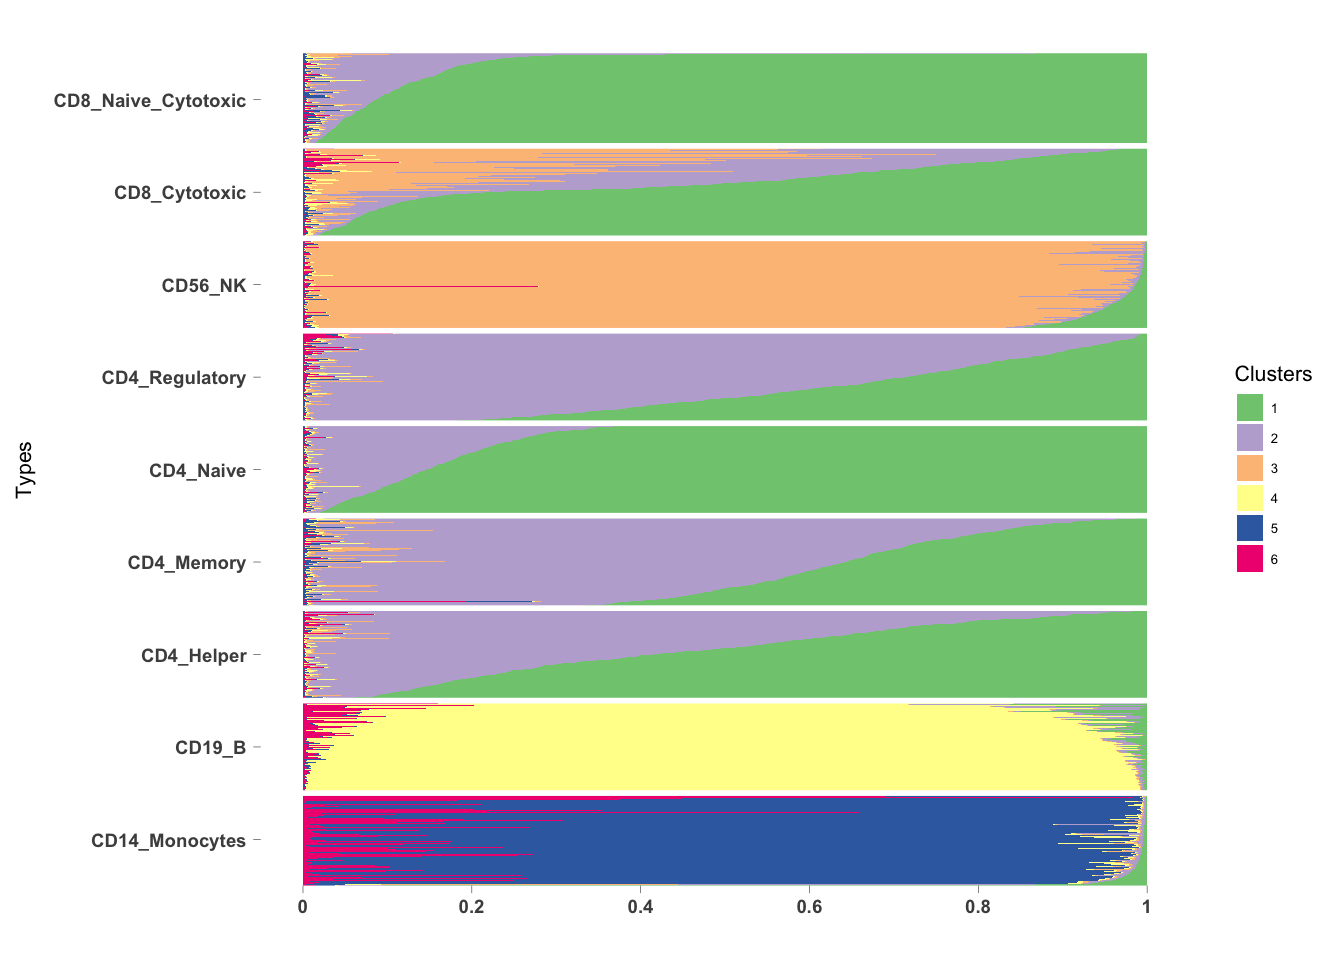 CD8_Naive_Cytotoxic
CD8_Cytotoxic
CD56_NK
CD4_Regulatory
CD4_Naive
CD4_Memory
CD4_Helper
CD19_B
CD14_Monocytes
Types
0 0.2 0.4 0.6 0.8 1
Clusters
1
2
3
4
5
6